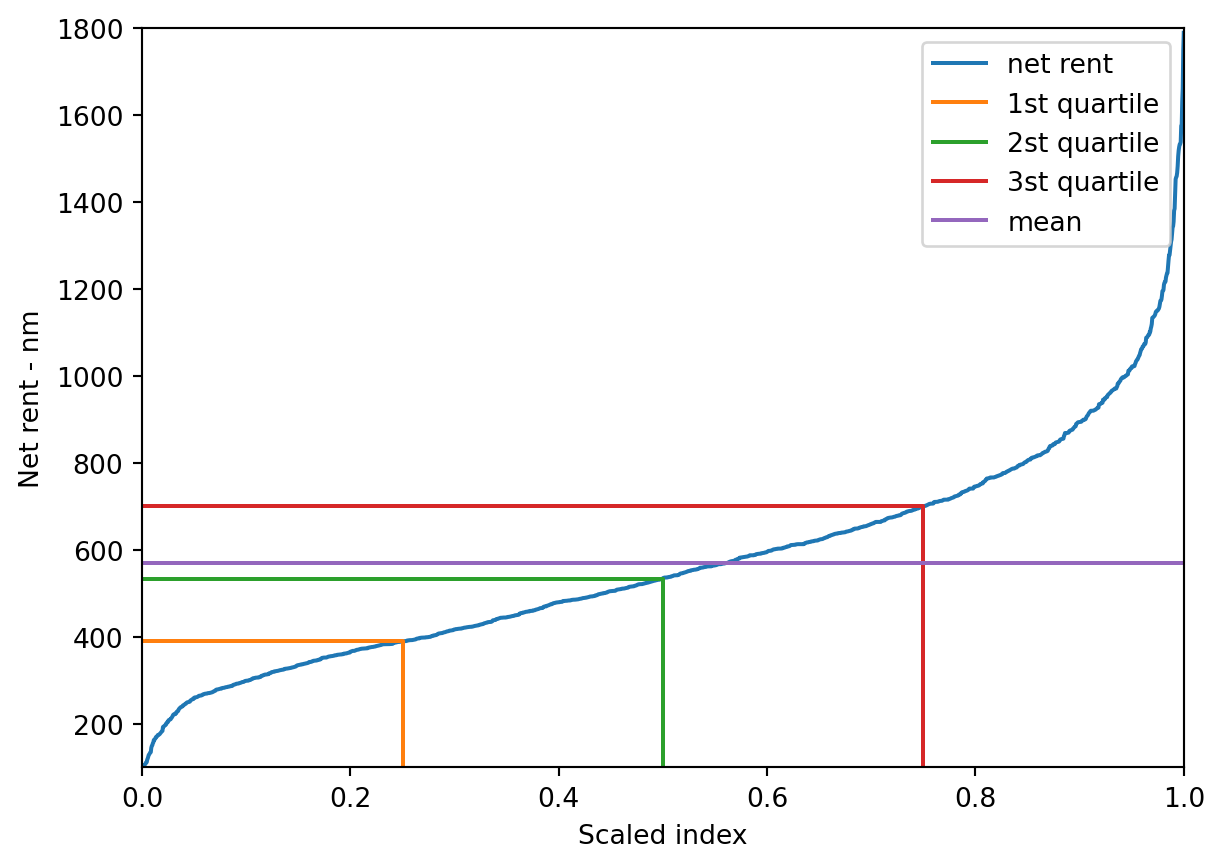 1800
1600
1400
1200
1000
800
600
400
200
Net rent - nm
net rent
1st quartile
2st quartile
3st quartile
mean
0.0 0.2 0.4 0.6 0.8 1.0
Scaled index